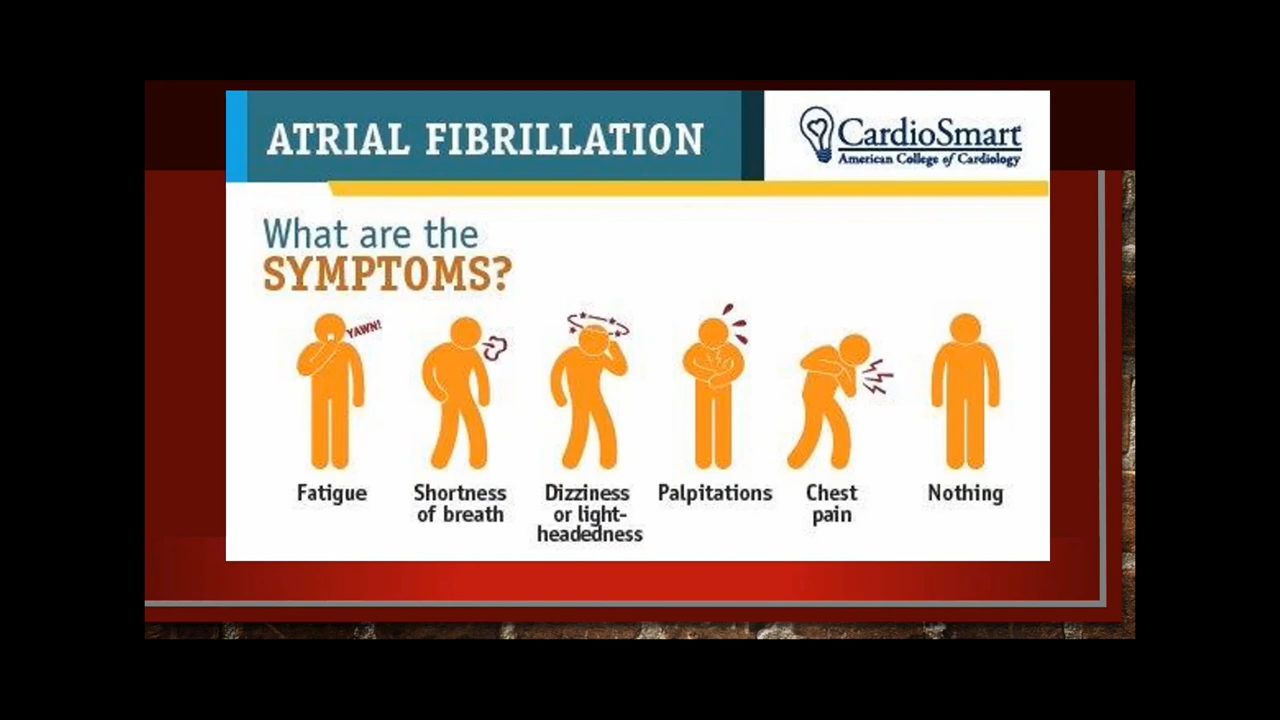 ATRIAL FIBRILLATION
CardioSmart
American College of Cardiology
What are the
SYMPTOMS?
YAWN!
Fatigue
Shortness
of breath
Dizziness
or light-
headedness
Palpitations
Chest
pain
Nothing